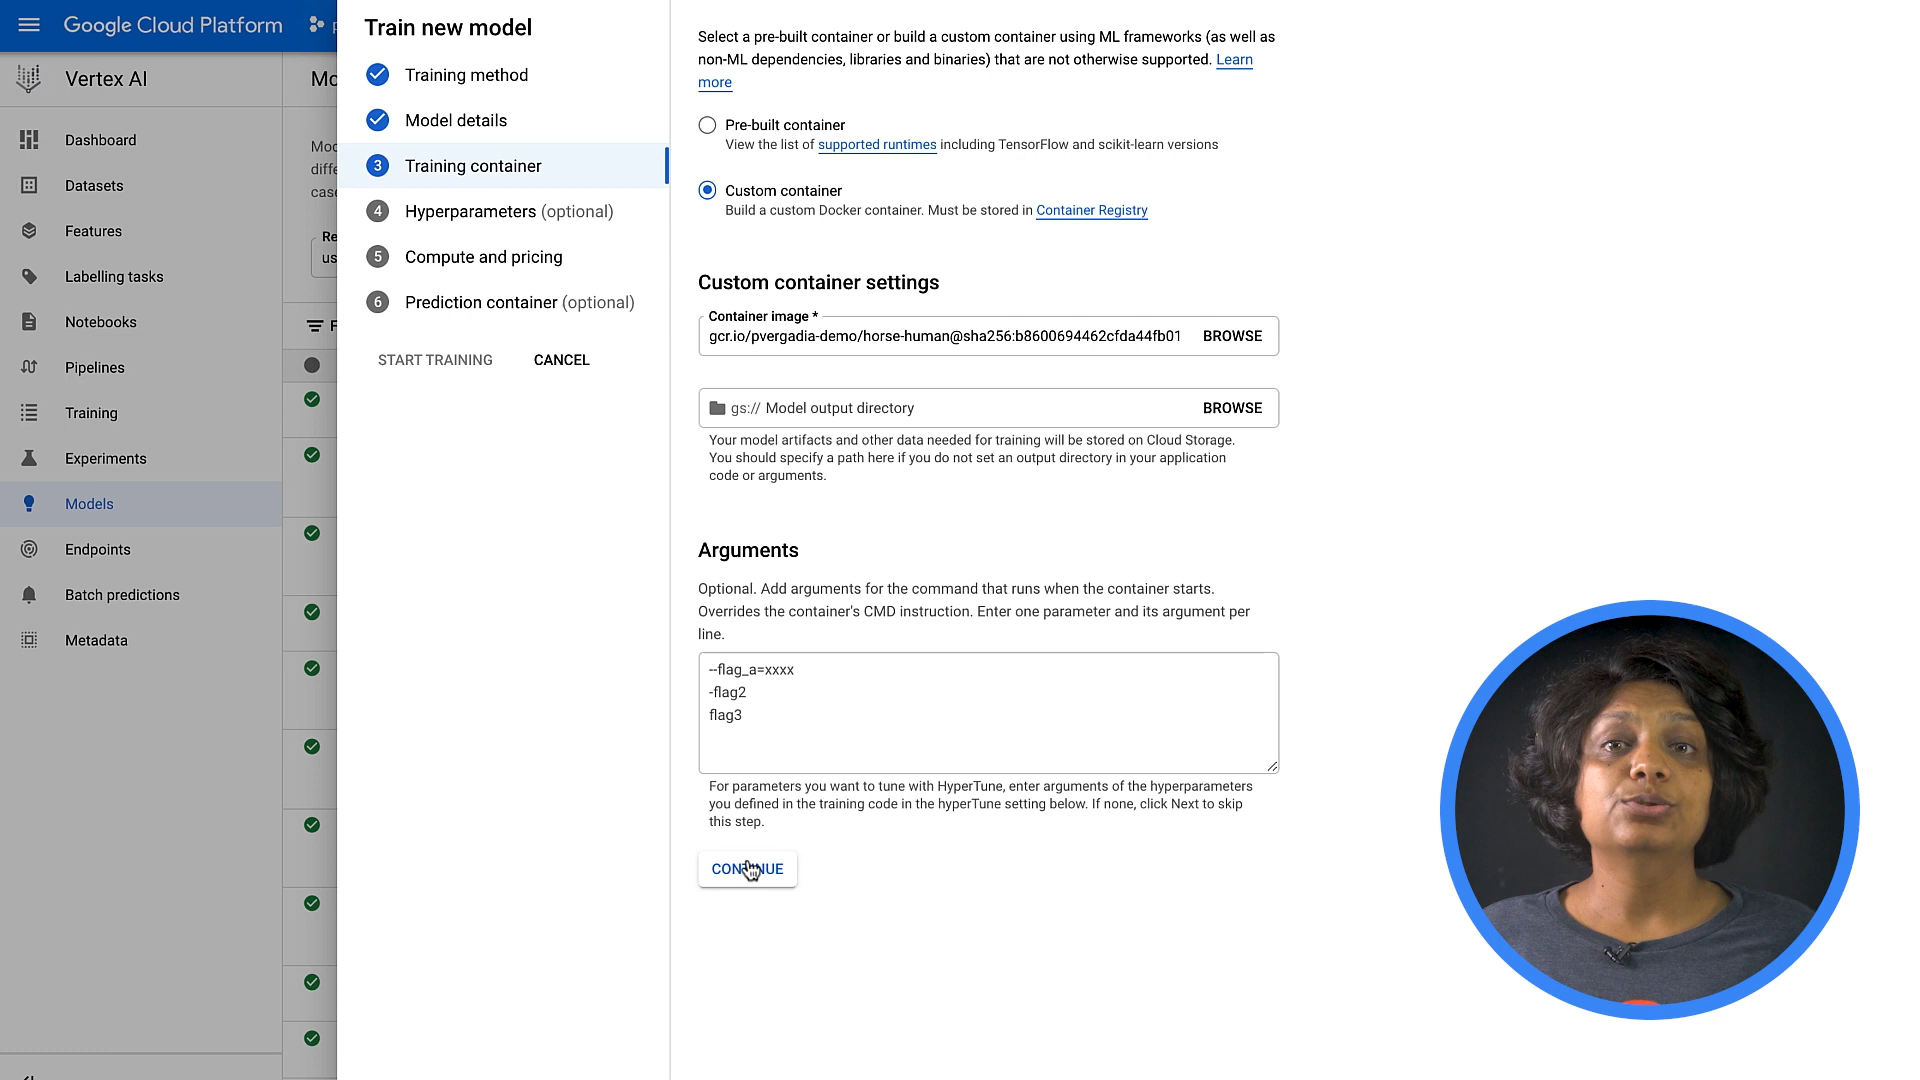 Google Cloud Platform
Vertex AI
Dashboard
Datasets
Features
Labelling tasks
Notebooks
Pipelines
Training
Experiments
Models
Endpoints
Batch predictions
Metadata
Train new model
Training method
Model details
3 Training container
4 Hyperparameters (optional)
5 Compute and pricing
6 Prediction container (optional)
START TRAINING CANCEL
Select a pre-built container or build a custom container using ML frameworks (as well as
non-ML dependencies, libraries and binaries) that are not otherwise supported. Learn
more
Pre-built container
View the list of supported runtimes including TensorFlow and scikit-learn versions
Custom container
Build a custom Docker container. Must be stored in Container Registry
Custom container settings
Container image *
gcr.io/pvergadia-demo/horse-human@sha256:b8600694462cfda44fb01 BROWSE
gs:// Model output directory BROWSE
Your model artifacts and other data needed for training will be stored on Cloud Storage.
You should specify a path here if you do not set an output directory in your application
code or arguments.
Arguments
Optional. Add arguments for the command that runs when the container starts.
Overrides the container's CMD instruction. Enter one parameter and its argument per
line.
--flag_a=xxxx
-flag2
flag3
For parameters you want to tune with HyperTune, enter arguments of the hyperparameters
you defined in the training code in the hyperTune setting below. If none, click Next to skip
this step.
CONTINUE